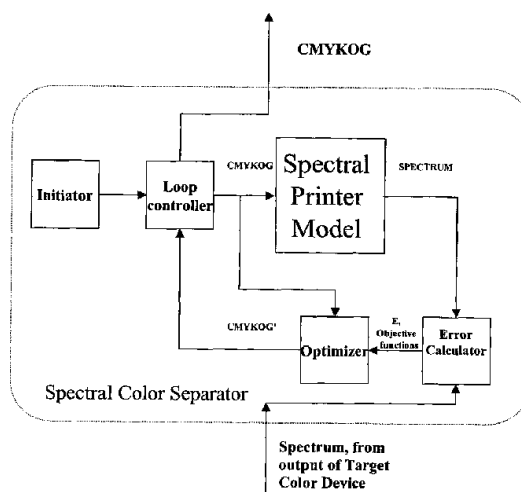 CMYKOG
Initiator
Loop
controller
CMYKOG
Spectral
Printer
Model
SPECTRUM
CMYKOG'
Optimizer
E,
Objective
functions
Error
Calculator
Spectral Color Separator
Spectrum, from
output of Target
Color Device